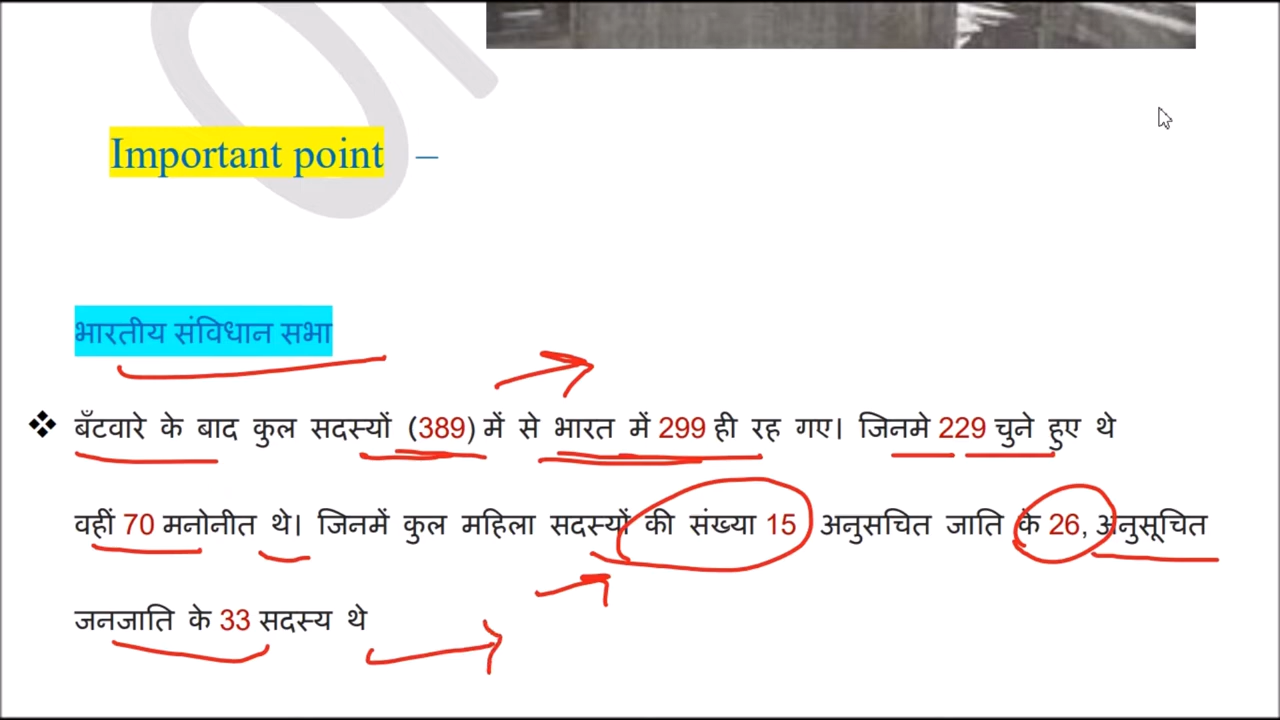 Important point –
भारतीय संविधान सभा
❖ बँटवारे के बाद कुल सदस्यों (389) में से भारत में 299 ही रह गए। जिनमे 229 चुने हुए थे
वहीं 70 मनोनीत थे। जिनमें कुल महिला सदस्यों की संख्या 15 अनुसचित जाति के 26, अनुसूचित
जनजाति के 33 सदस्य थे